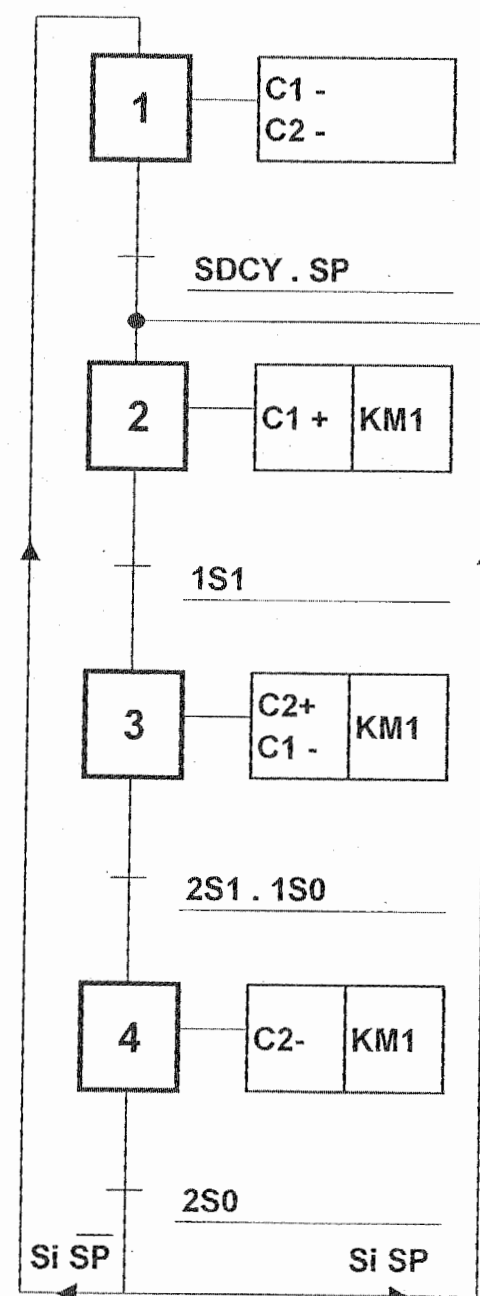 1
C1 -
C2 -
SDCY . SP
2
C1 + KM1
1S1
3
C2+
C1 - KM1
2S1 . 1S0
4
C2- KM1
2S0
Si S̅P̅ Si SP